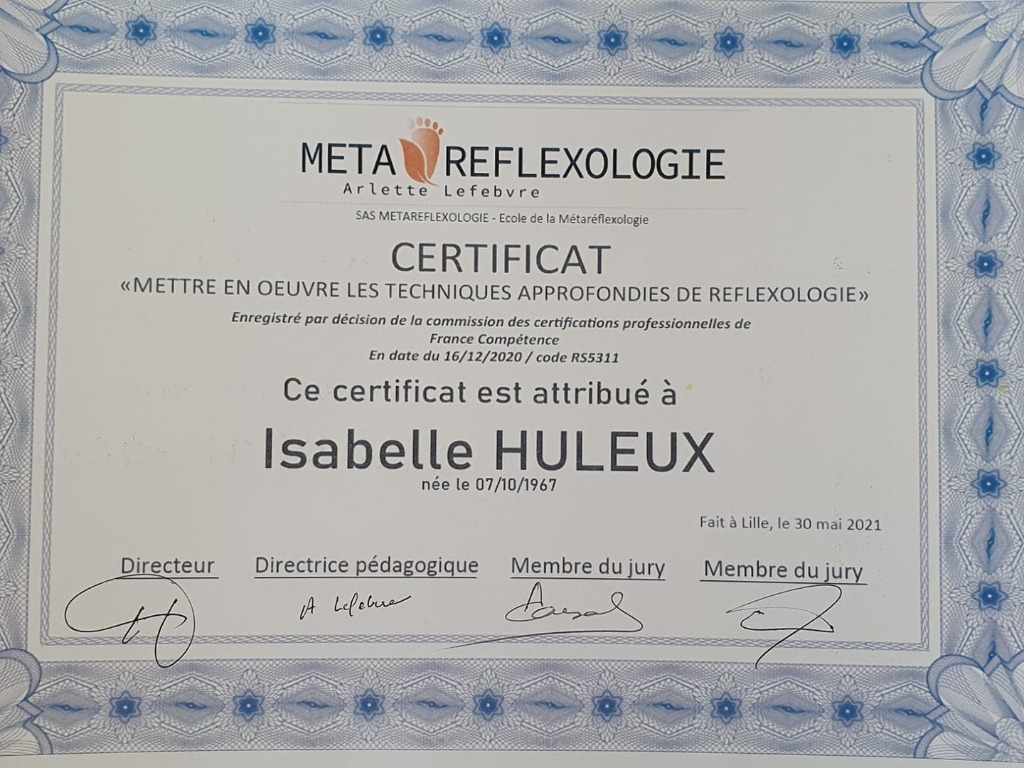 META REFLEXOLOGIE
Arlette Lefebvre
SAS METAREFLEXOLOGIE - Ecole de la Métaréflexologie
CERTIFICAT
«METTRE EN OEUVRE LES TECHNIQUES APPROFONDIES DE REFLEXOLOGIE»
Enregistré par décision de la commission des certifications professionnelles de
France Compétence
En date du 16/12/2020 / code RS5311
Ce certificat est attribué à
Isabelle HULEUX
née le 07/10/1967
Fait à Lille, le 30 mai 2021
Directeur Directrice pédagogique Membre du jury Membre du jury
A Lefebvre